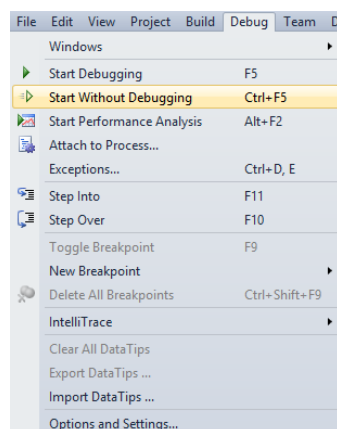 File Edit View Project Build Debug Team
Windows
Start Debugging F5
Start Without Debugging Ctrl+F5
Start Performance Analysis Alt+F2
Attach to Process...
Exceptions... Ctrl+D, E
Step Into F11
Step Over F10
Toggle Breakpoint F9
New Breakpoint
Delete All Breakpoints Ctrl+Shift+F9
IntelliTrace
Clear All DataTips
Export DataTips ...
Import DataTips ...
Options and Settings...